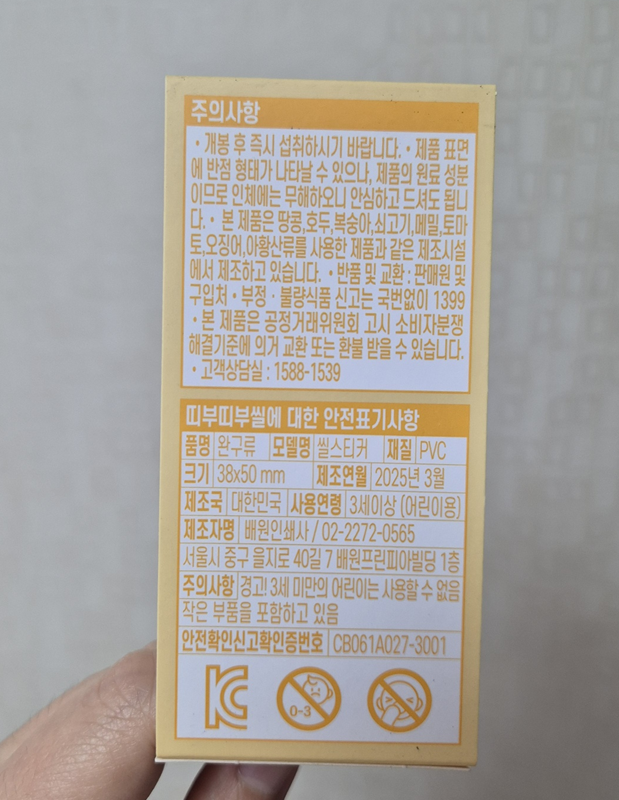 주의사항
• 개봉 후 즉시 섭취하시기 바랍니다. • 제품 표면
에 반점 형태가 나타날 수 있으나, 제품의 원료 성분
이므로 인체에는 무해하오니 안심하고 드셔도 됩니
다. • 본 제품은 땅콩,호두,복숭아,쇠고기,메밀,토마
토,오징어,아황산류를 사용한 제품과 같은 제조시설
에서 제조하고 있습니다. • 반품 및 교환 : 판매원 및
구입처 • 부정 · 불량식품 신고는 국번없이 1399
• 본 제품은 공정거래위원회 고시 소비자분쟁
해결기준에 의거 교환 또는 환불 받을 수 있습니다.
• 고객상담실 : 1588-1539
띠부띠부씰에 대한 안전표기사항
품명 완구류 모델명 씰스티커 재질 PVC
크기 38x50 mm 제조연월 2025년 3월
제조국 대한민국 사용연령 3세이상 (어린이용)
제조자명 배원인쇄사 / 02-2272-0565
서울시 중구 을지로 40길 7 배원프린피아빌딩 1층
주의사항 경고! 3세 미만의 어린이는 사용할 수 없음
작은 부품을 포함하고 있음
안전확인신고확인증번호 CB061A027-3001
KC 0-3